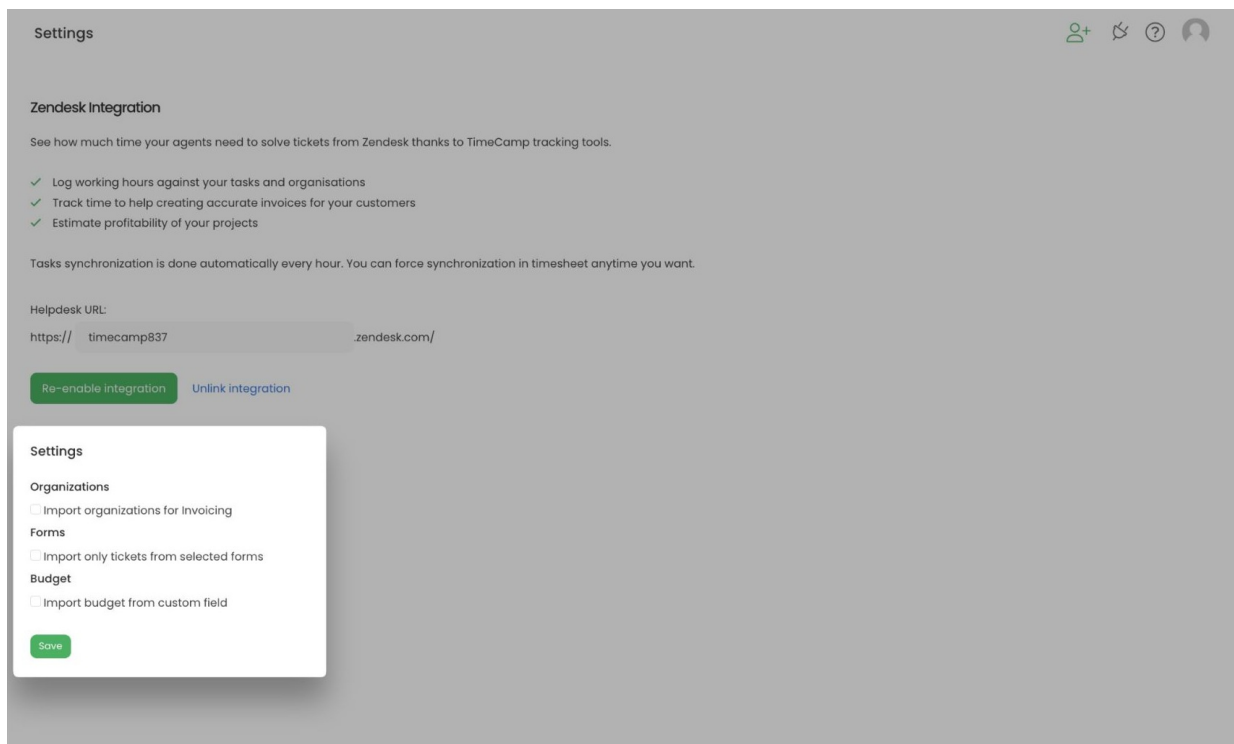 Settings
Zendesk Integration
See how much time your agents need to solve tickets from Zendesk thanks to TimeCamp tracking tools.
Log working hours against your tasks and organisations
Track time to help creating accurate invoices for your customers
Estimate profitability of your projects
Tasks synchronization is done automatically every hour. You can force synchronization in timesheet anytime you want.
Helpdesk URL:
https:// timecamp837 .zendesk.com/
Re-enable integration Unlink integration
Settings
Organizations
Import organizations for Invoicing
Forms
Import only tickets from selected forms
Budget
Import budget from custom field
Save